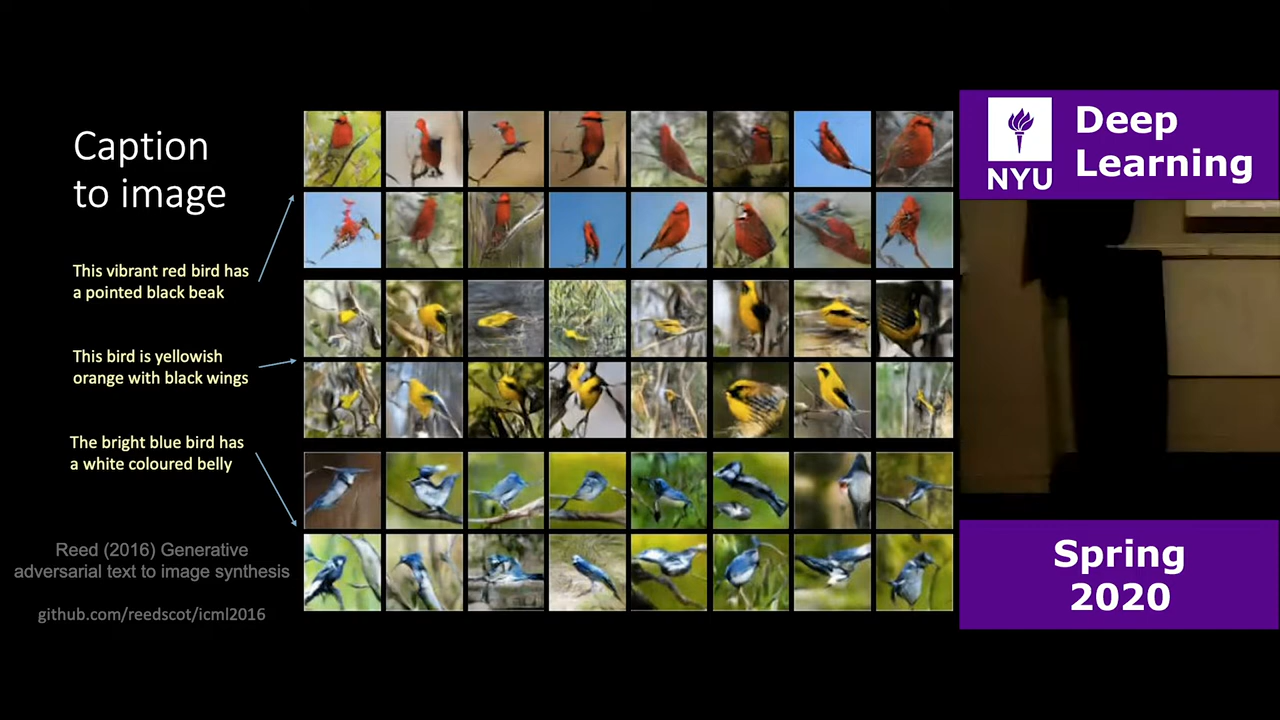 Caption
to image
This vibrant red bird has
a pointed black beak
This bird is yellowish
orange with black wings
The bright blue bird has
a white coloured belly
Reed (2016) Generative
adversarial text to image synthesis
github.com/reedscot/icml2016
NYU
Deep
Learning
Spring
2020